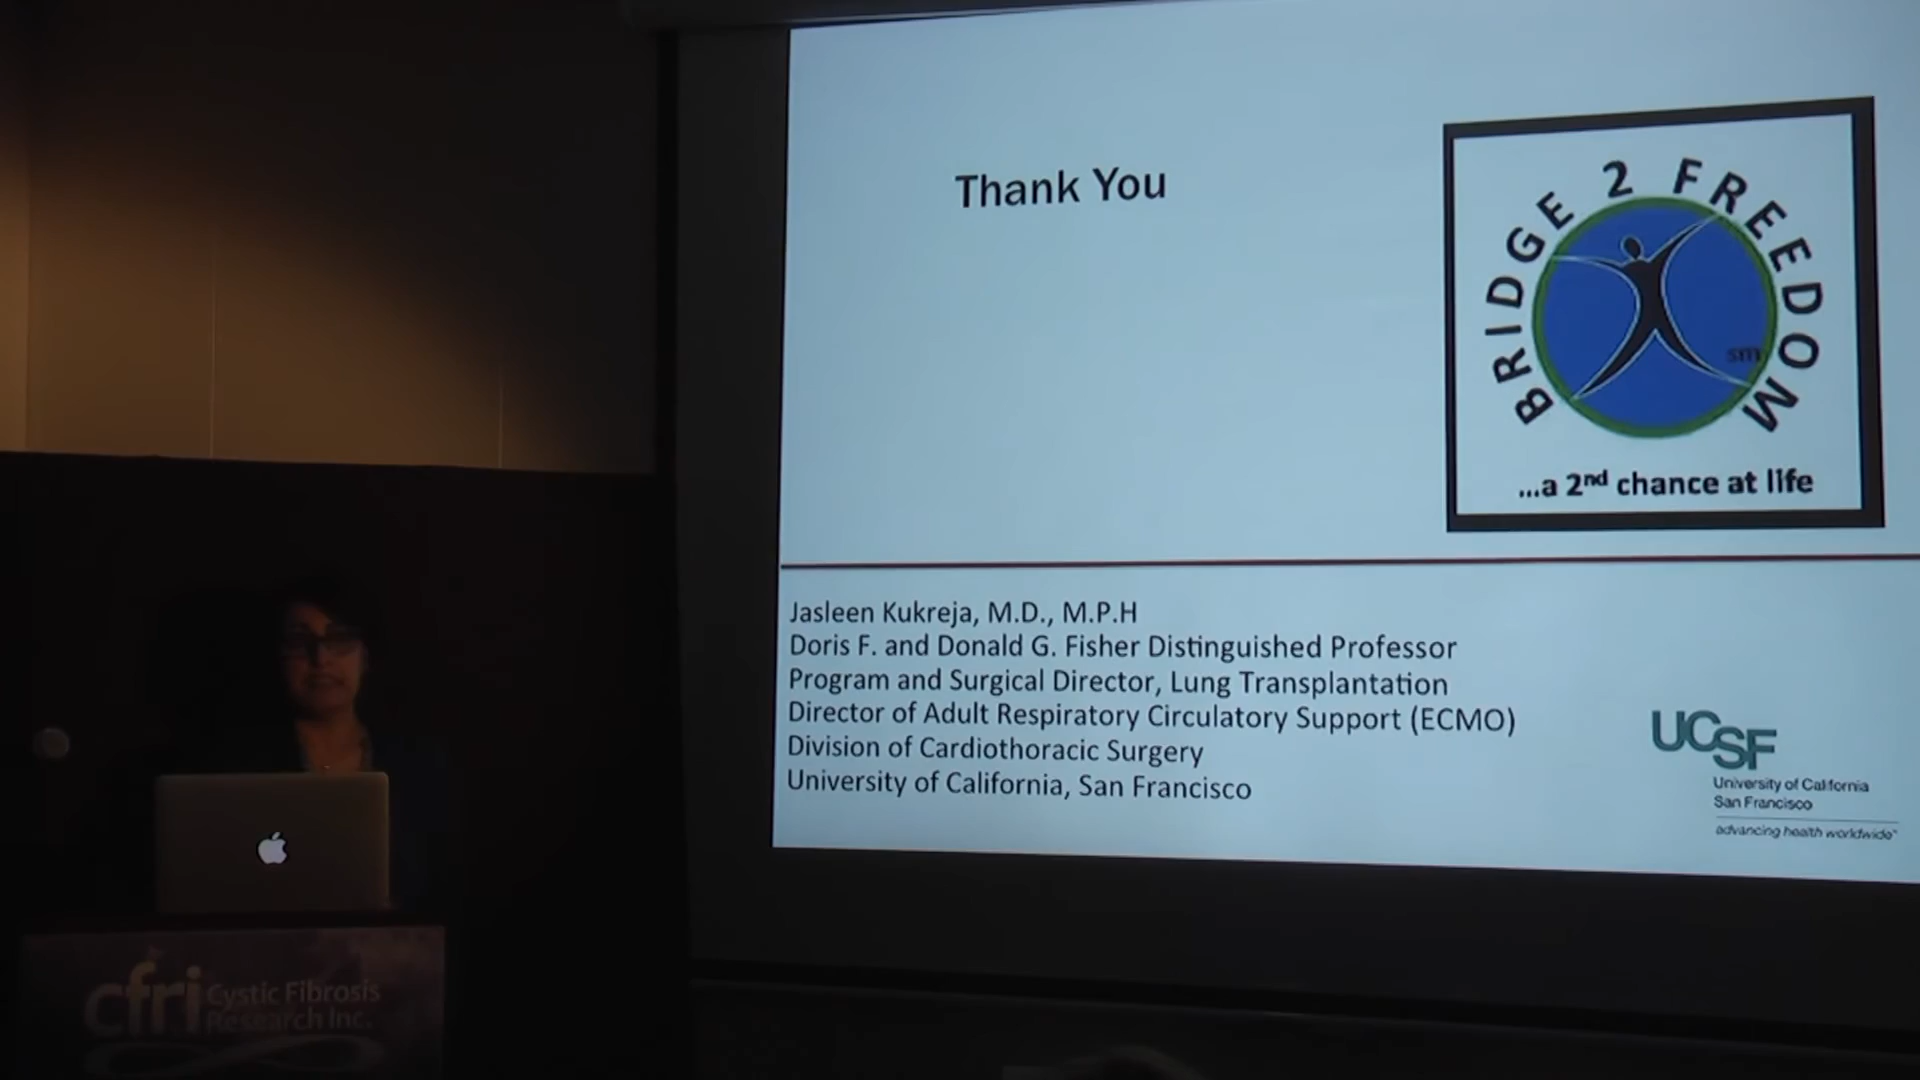 Thank You
BRIDGE 2 FREEDOM
sm
...a 2nd chance at life
Jasleen Kukreja, M.D., M.P.H
Doris F. and Donald G. Fisher Distinguished Professor
Program and Surgical Director, Lung Transplantation
Director of Adult Respiratory Circulatory Support (ECMO)
Division of Cardiothoracic Surgery
University of California, San Francisco
UCSF
University of California
San Francisco
advancing health worldwide™
cfri Cystic Fibrosis
Research Inc.